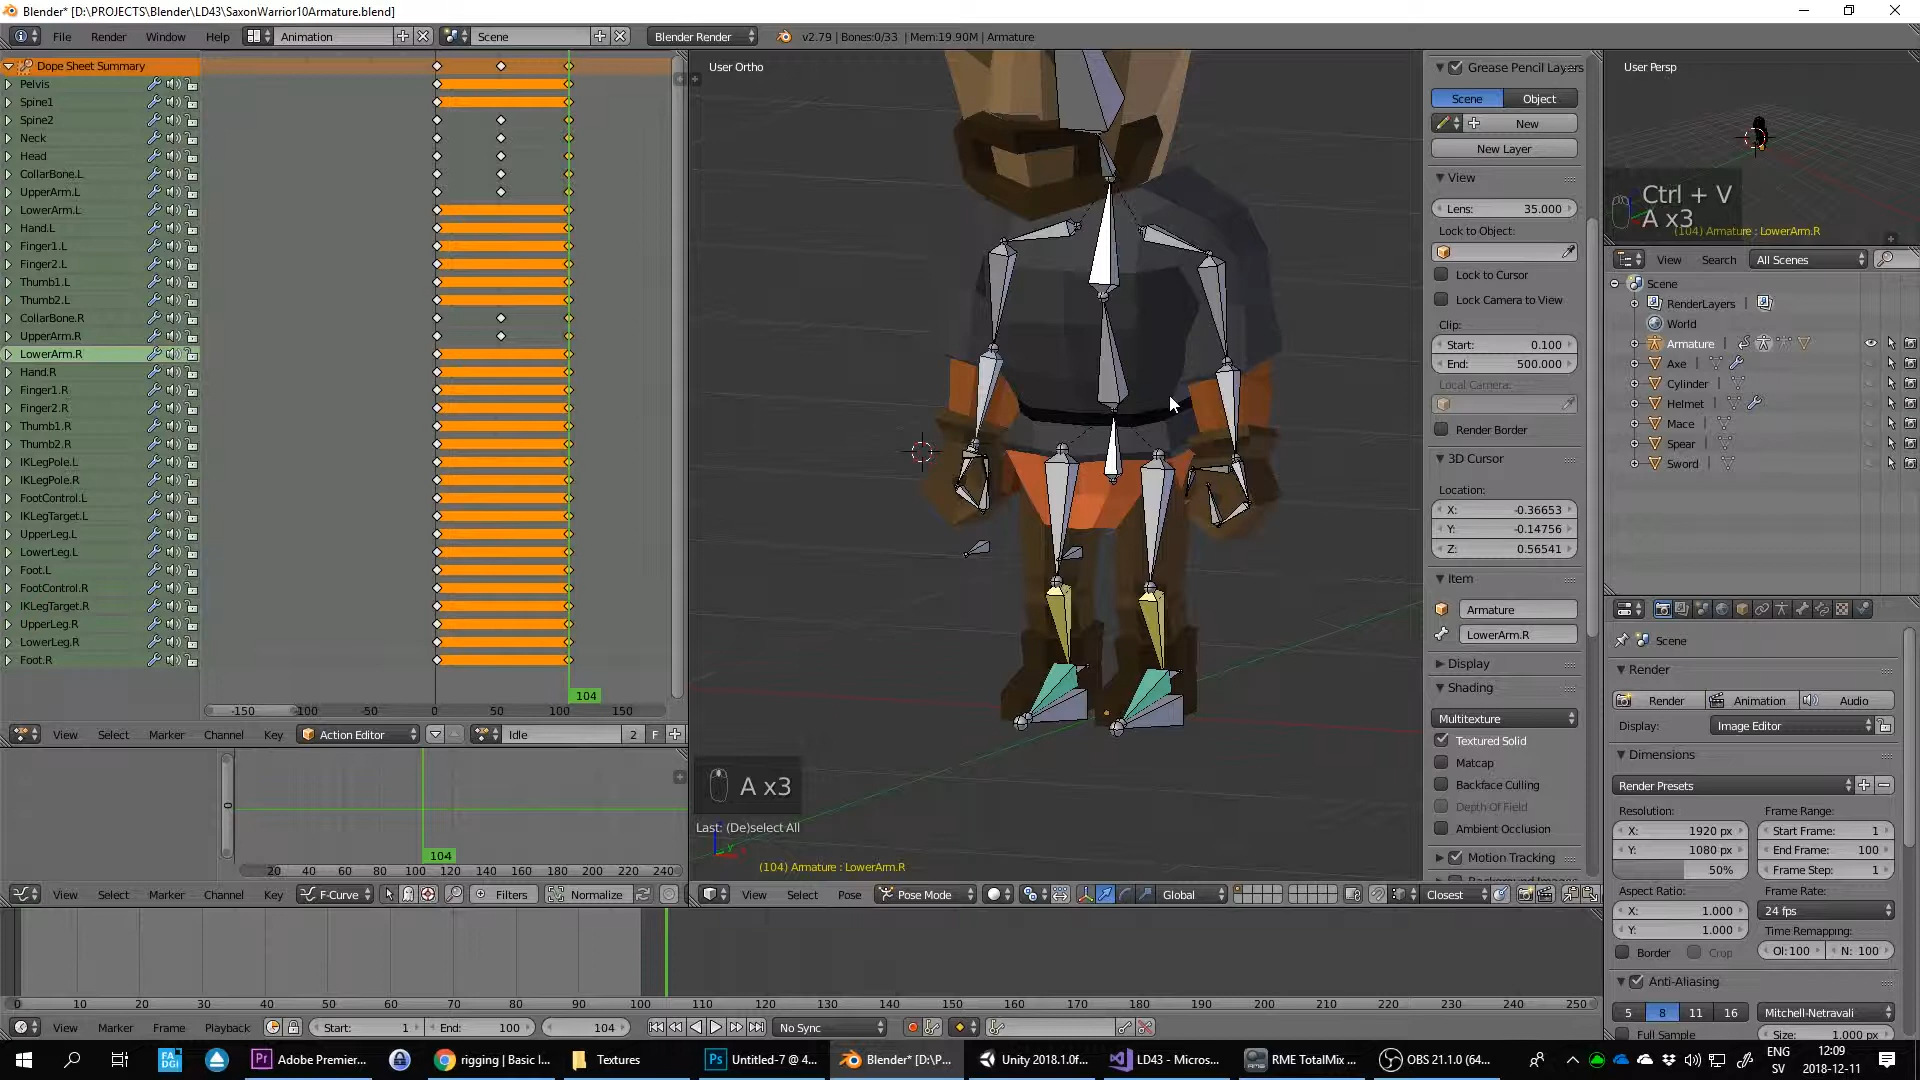 Blender* [D:\PROJECTS\Blender\LD43\SaxonWarrior10Armature.blend]
File Render Window Help Animation Scene Blender Render v2.79 | Bones:0/33 | Mem:19.90M | Armature
Dope Sheet Summary
Pelvis
Spine1
Spine2
Neck
Head
CollarBone.L
UpperArm.L
LowerArm.L
Hand.L
Finger1.L
Finger2.L
Thumb1.L
Thumb2.L
CollarBone.R
UpperArm.R
LowerArm.R
Hand.R
Finger1.R
Finger2.R
Thumb1.R
Thumb2.R
IKLegPole.L
IKLegPole.R
FootControl.L
IKLegTarget.L
UpperLeg.L
LowerLeg.L
Foot.L
FootControl.R
IKLegTarget.R
UpperLeg.R
LowerLeg.R
Foot.R
104
-150 -100 -50 0 50 100 150
View Select Marker Channel Key Action Editor Idle 2 F
0
104
20 40 60 80 100 120 140 160 180 200 220 240
View Select Marker Channel Key F-Curve Filters Normalize
User Ortho
A x3
Last: (De)select All
(104) Armature : LowerArm.R
View Select Pose Pose Mode Global Closest
Grease Pencil Layers
Scene Object
New
New Layer
View
Lens: 35.000
Lock to Object:
Lock to Cursor
Lock Camera to View
Clip:
Start: 0.100
End: 500.000
Local Camera:
Render Border
3D Cursor
Location:
X: -0.36653
Y: -0.14756
Z: 0.56541
Item
Armature
LowerArm.R
Display
Shading
Multitexture
Textured Solid
Matcap
Backface Culling
Depth Of Field
Ambient Occlusion
Motion Tracking
User Persp
Ctrl + V
A x3
(104) Armature : LowerArm.R
View Search All Scenes
Scene
RenderLayers
World
Armature
Axe
Cylinder
Helmet
Mace
Spear
Sword
Scene
Render
Render Animation Audio
Display: Image Editor
Dimensions
Render Presets
Resolution: Frame Range:
X: 1920 px Start Frame: 1
Y: 1080 px End Frame: 100
50% Frame Step: 1
Aspect Ratio: Frame Rate:
X: 1.000 24 fps
Y: 1.000 Time Remapping:
Border Crop Ol:100 N: 100
Anti-Aliasing
5 8 11 16 Mitchell-Netravali
Full Sample Size: 1.000 px
0 10 20 30 40 50 60 70 80 90 100 110 120 130 140 150 160 170 180 190 200 210 220 230 240 250
View Marker Frame Playback Start: 1 End: 100 104 No Sync
FA DGI Adobe Premier... rigging | Basic l... Textures Untitled-7 @ 4... Blender* [D:\P... Unity 2018.1.0f... LD43 - Micros... RME TotalMix ... OBS 21.1.0 (64...
ENG
SV
12:09
2018-12-11